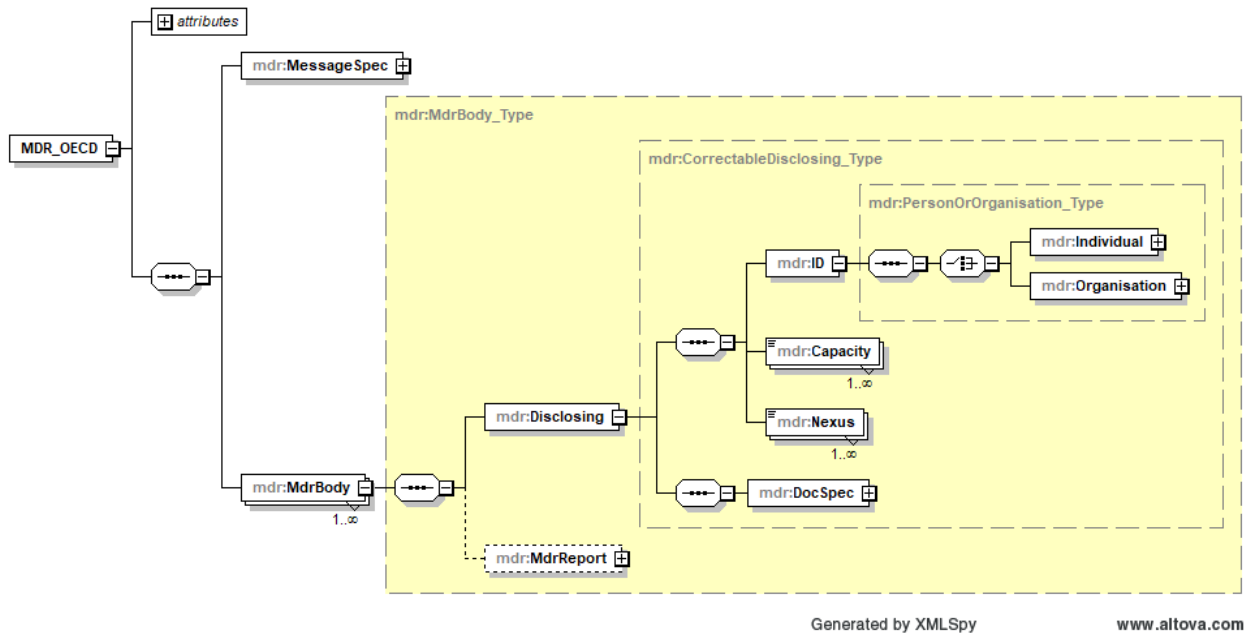 attributes
mdr:MessageSpec
mdr:MdrBody_Type
MDR_OECD
mdr:CorrectableDisclosing_Type
mdr:PersonOrOrganisation_Type
mdr:Individual
mdr:ID
mdr:Organisation
mdr:Capacity
1..∞
mdr:Disclosing
mdr:Nexus
1..∞
mdr:MdrBody
1..∞
mdr:DocSpec
mdr:MdrReport
Generated by XMLSpy
www.altova.com